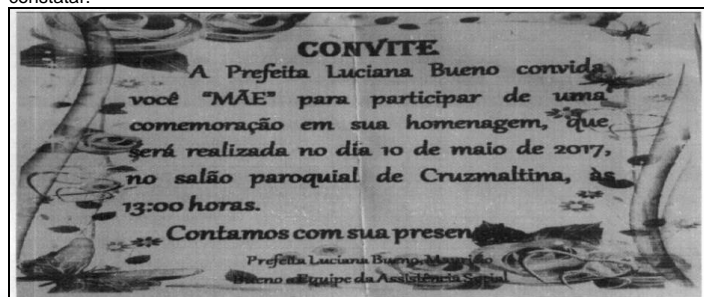 constatar:
CONVITE
A Prefeita Luciana Bueno convida
você "MÃE" para participar de uma
comemoração em sua homenagem, que
será realizada no dia 10 de maio de 2017,
no salão paroquial de Cruzmaltina, às
13:00 horas.
Contamos com sua presen
Prefeita Luciana Bueno, Mauricio
Bueno e Equipe da Assistência Social